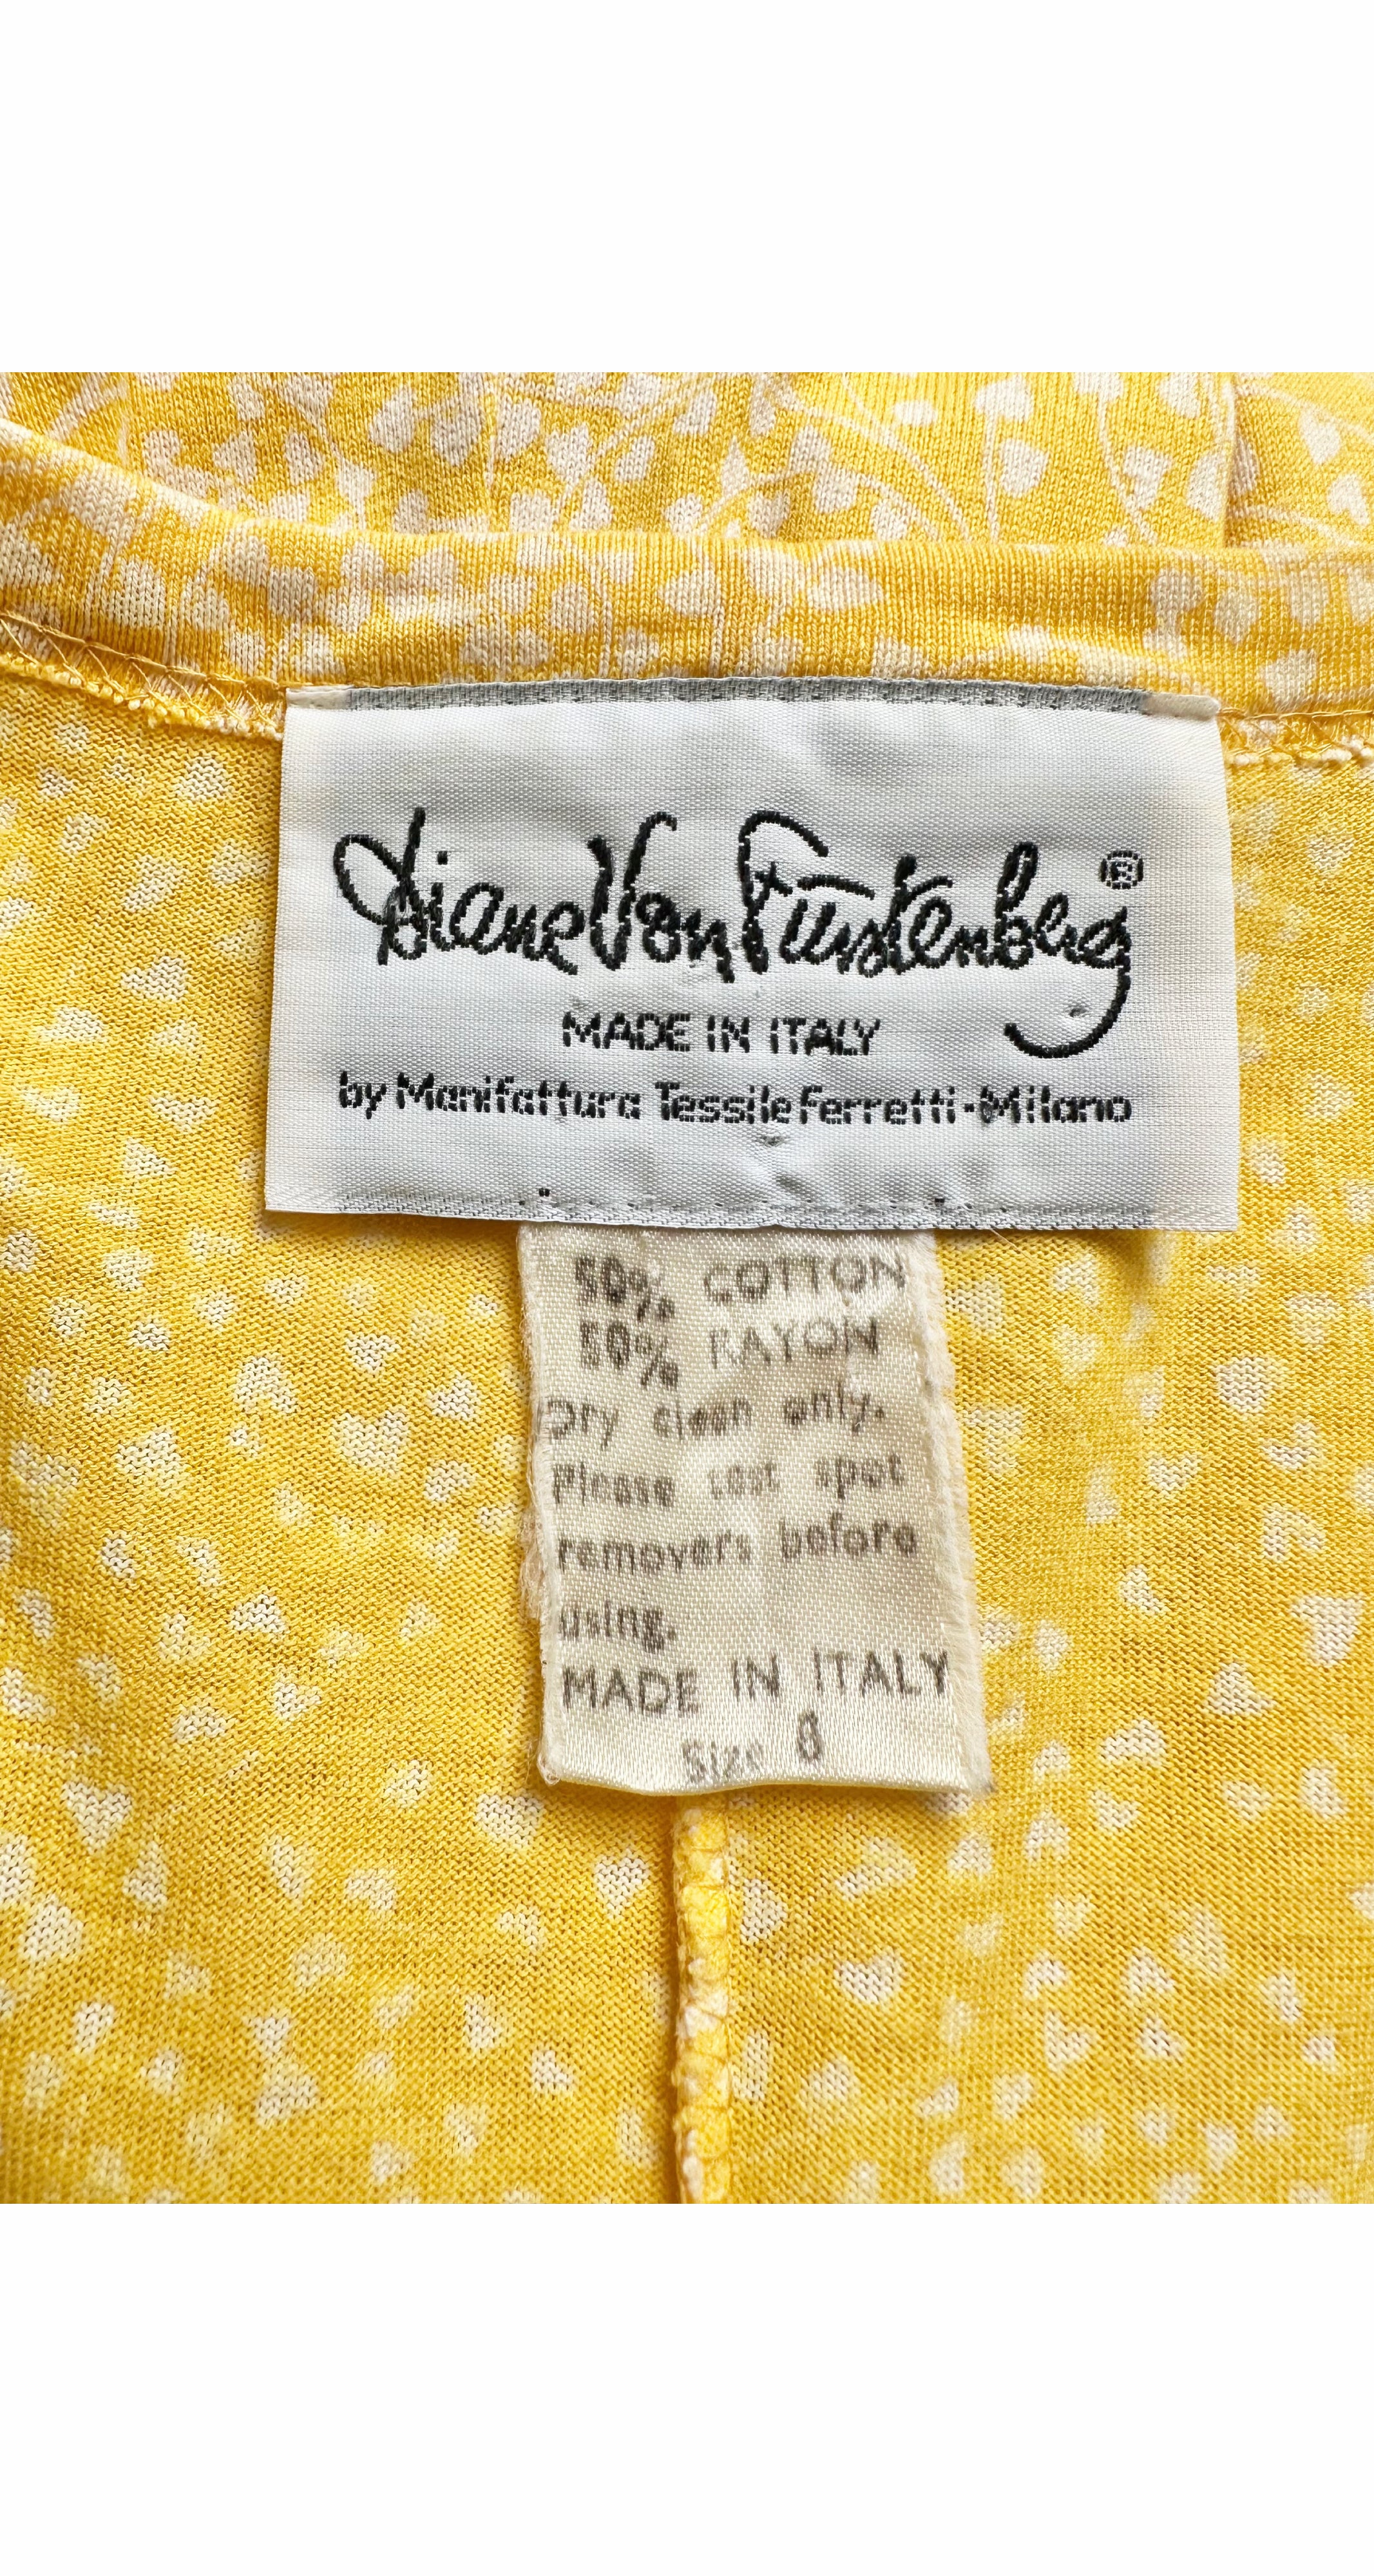 Diane Von Furstenberg ®
MADE IN ITALY
by Manifattura Tessile Ferretti-Milano
50% COTTON
50% RAYON
Dry clean only.
Please test spot
removers before
using.
MADE IN ITALY
Size 8